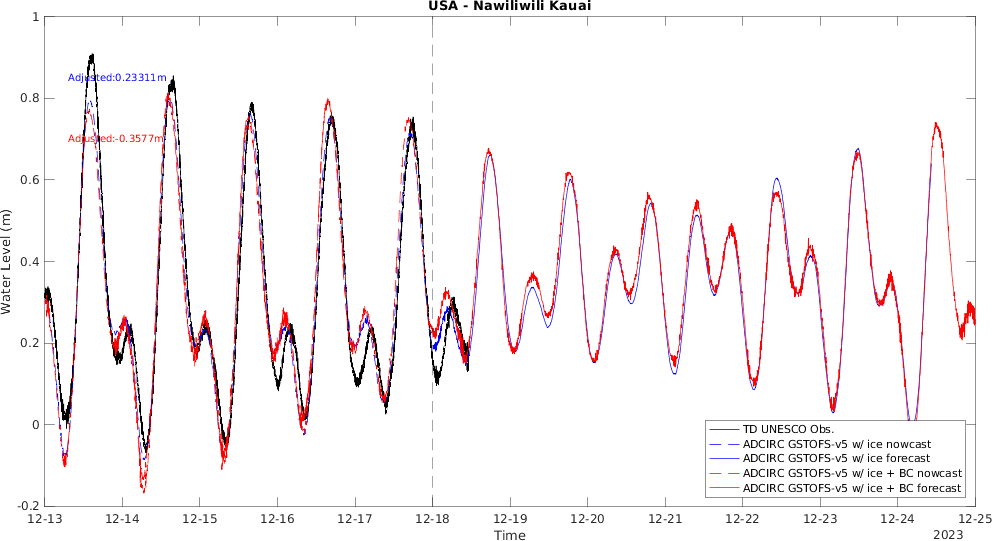 USA - Nawiliwili Kauai
1
0.8
0.6
0.4
0.2
0
-0.2
Water Level (m)
Adjusted:0.23311m
Adjusted:-0.3577m
TD UNESCO Obs.
ADCIRC GSTOFS-v5 w/ ice nowcast
ADCIRC GSTOFS-v5 w/ ice forecast
ADCIRC GSTOFS-v5 w/ ice + BC nowcast
ADCIRC GSTOFS-v5 w/ ice + BC forecast
12-13 12-14 12-15 12-16 12-17 12-18 12-19 12-20 12-21 12-22 12-23 12-24 12-25
Time
2023